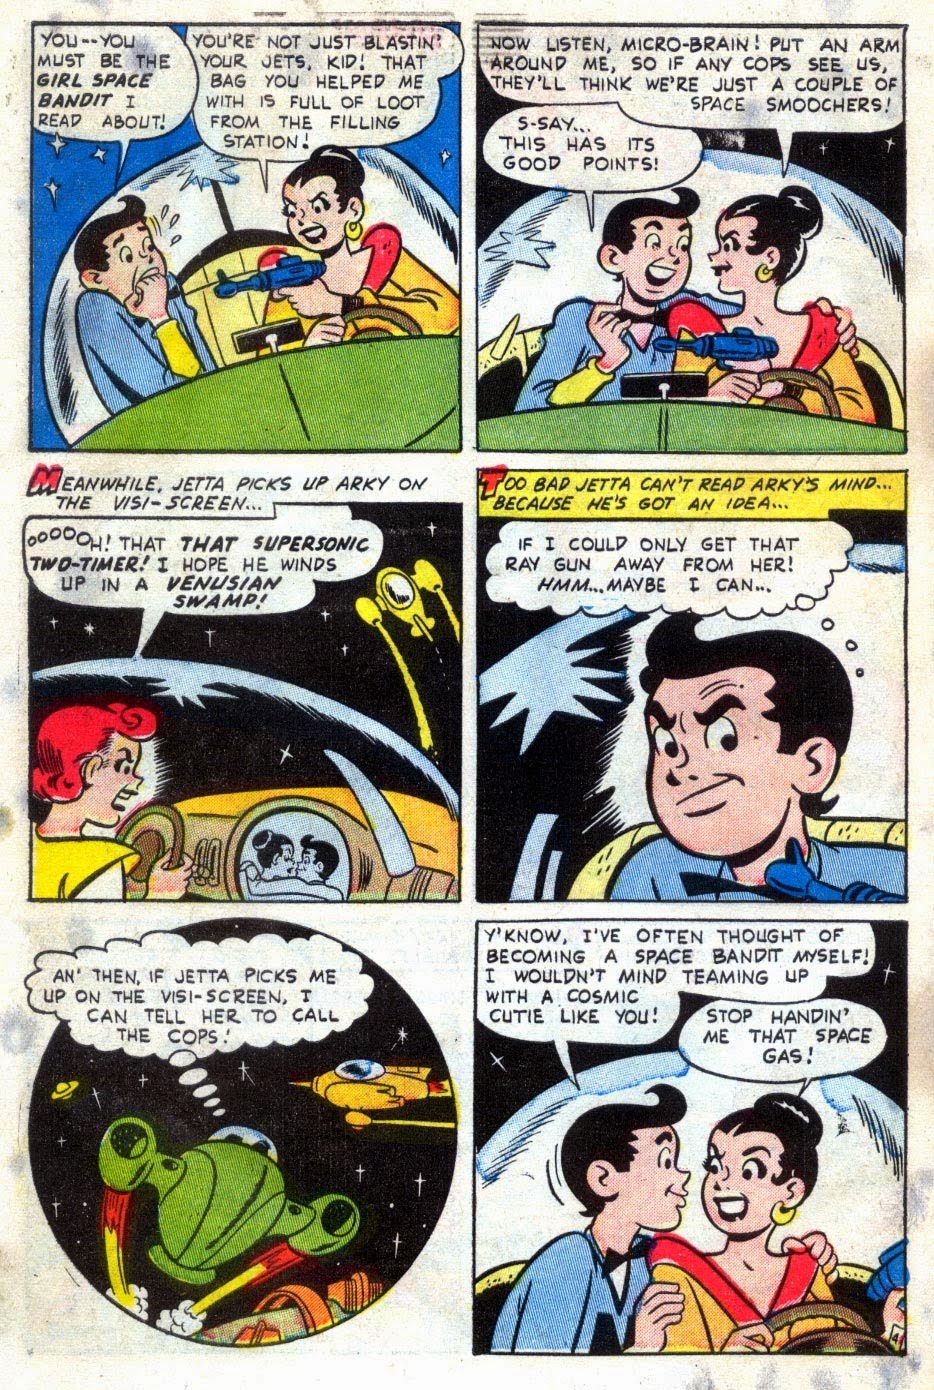 YOU--YOU
MUST BE THE
GIRL SPACE
BANDIT I
READ ABOUT!
YOU'RE NOT JUST BLASTIN'
YOUR JETS, KID! THAT
BAG YOU HELPED ME
WITH IS FULL OF LOOT
FROM THE FILLING
STATION!
NOW LISTEN, MICRO-BRAIN! PUT AN ARM
AROUND ME, SO IF ANY COPS SEE US,
THEY'LL THINK WE'RE JUST A COUPLE OF
SPACE SMOOCHERS!
S-SAY...
THIS HAS ITS
GOOD POINTS!
MEANWHILE, JETTA PICKS UP ARKY ON
THE VISI-SCREEN...
OOOOOH! THAT THAT SUPERSONIC
TWO-TIMER! I HOPE HE WINDS
UP IN A VENUSIAN
SWAMP!
TOO BAD JETTA CAN'T READ ARKY'S MIND...
BECAUSE HE'S GOT AN IDEA...
IF I COULD ONLY GET THAT
RAY GUN AWAY FROM HER!
HMM...MAYBE I CAN...
AN' THEN, IF JETTA PICKS ME
UP ON THE VISI-SCREEN, I
CAN TELL HER TO CALL
THE COPS!
Y'KNOW, I'VE OFTEN THOUGHT OF
BECOMING A SPACE BANDIT MYSELF!
I WOULDN'T MIND TEAMING UP
WITH A COSMIC
CUTIE LIKE YOU!
STOP HANDIN'
ME THAT SPACE
GAS!
4